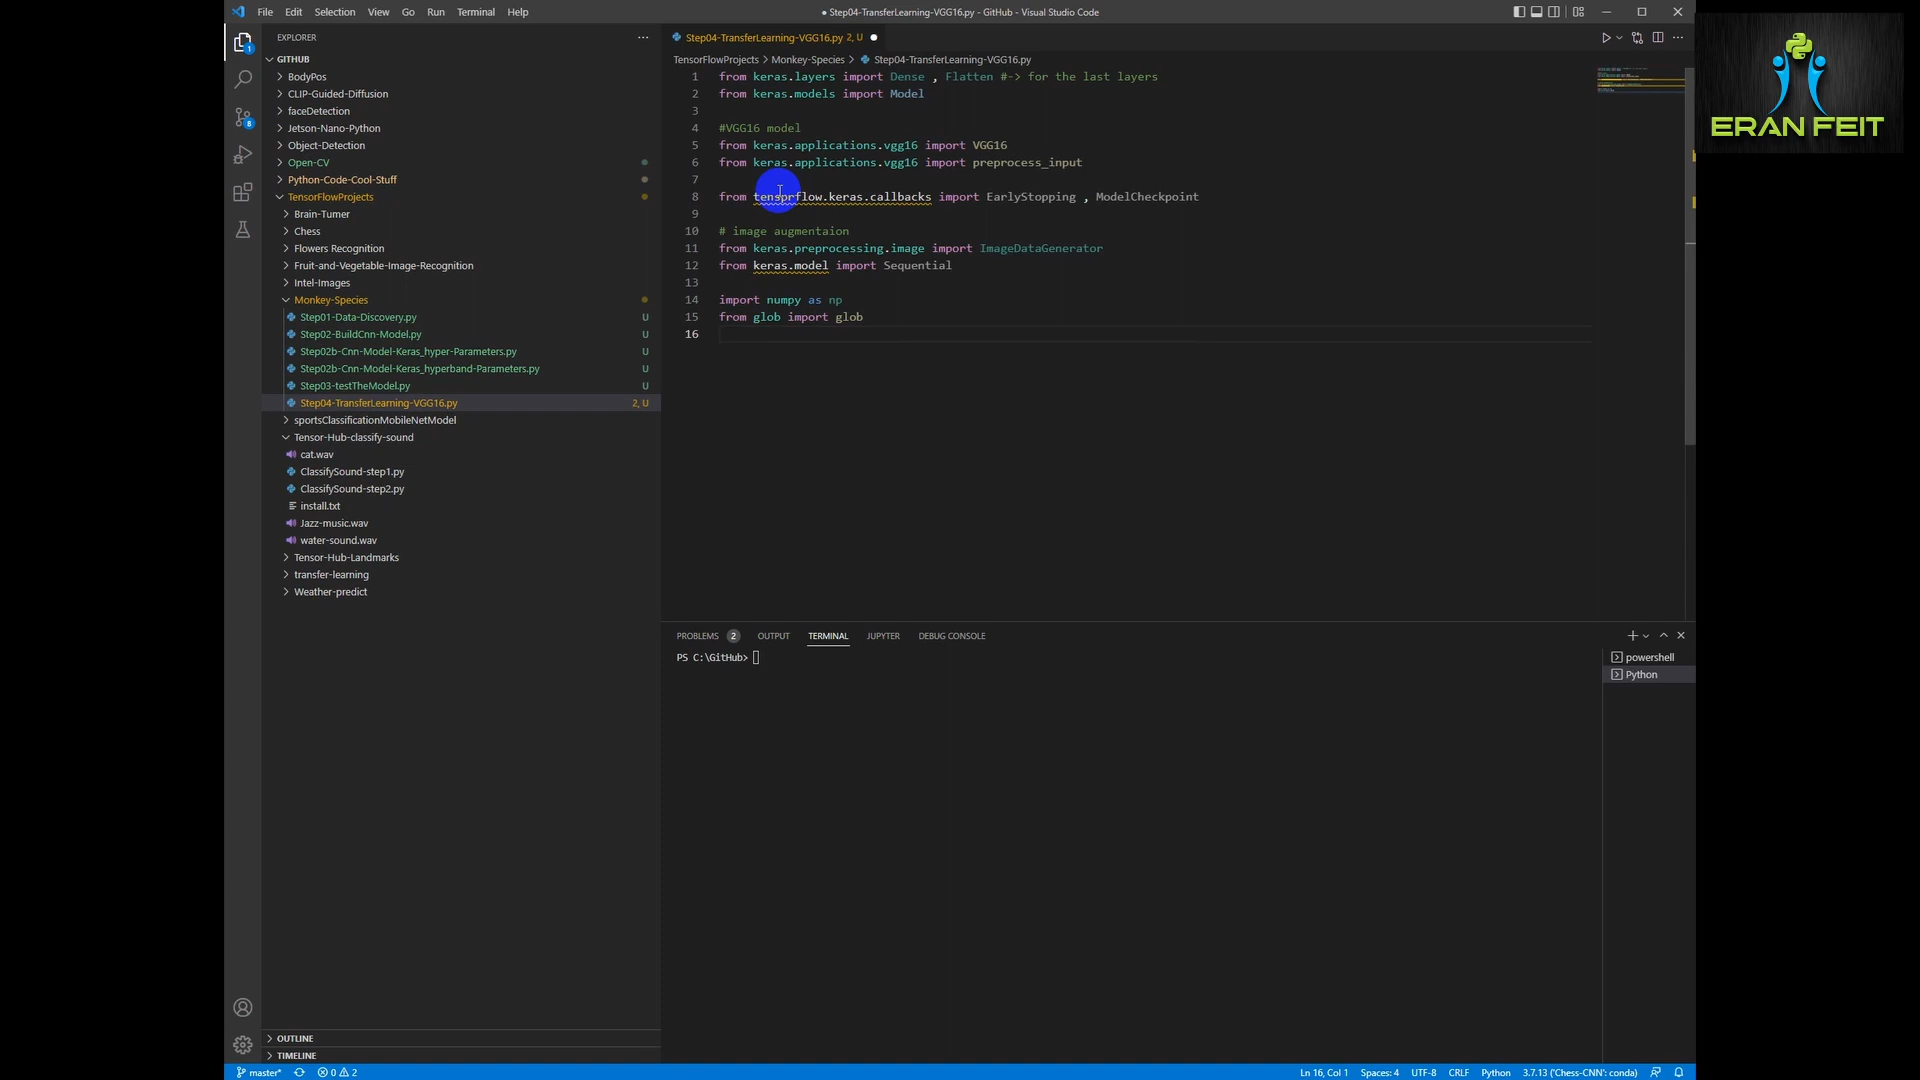 File Edit Selection View Go Run Terminal Help
● Step04-TransferLearning-VGG16.py - GitHub - Visual Studio Code
EXPLORER
GITHUB
BodyPos
CLIP-Guided-Diffusion
faceDetection
Jetson-Nano-Python
Object-Detection
Open-CV
Python-Code-Cool-Stuff
TensorFlowProjects
Brain-Tumer
Chess
Flowers Recognition
Fruit-and-Vegetable-Image-Recognition
Intel-Images
Monkey-Species
Step01-Data-Discovery.py U
Step02-BuildCnn-Model.py U
Step02b-Cnn-Model-Keras_hyper-Parameters.py U
Step02b-Cnn-Model-Keras_hyperband-Parameters.py U
Step03-testTheModel.py U
Step04-TransferLearning-VGG16.py 2, U
sportsClassificationMobileNetModel
Tensor-Hub-classify-sound
cat.wav
ClassifySound-step1.py
ClassifySound-step2.py
install.txt
Jazz-music.wav
water-sound.wav
Tensor-Hub-Landmarks
transfer-learning
Weather-predict
OUTLINE
TIMELINE
1
8
Step04-TransferLearning-VGG16.py 2, U ●
TensorFlowProjects > Monkey-Species > Step04-TransferLearning-VGG16.py
1 from keras.layers import Dense , Flatten #-> for the last layers
2 from keras.models import Model
3
4 #VGG16 model
5 from keras.applications.vgg16 import VGG16
6 from keras.applications.vgg16 import preprocess_input
7
8 from tensprflow.keras.callbacks import EarlyStopping , ModelCheckpoint
9
10 # image augmentaion
11 from keras.preprocessing.image import ImageDataGenerator
12 from keras.model import Sequential
13
14 import numpy as np
15 from glob import glob
16
PROBLEMS 2 OUTPUT TERMINAL JUPYTER DEBUG CONSOLE
PS C:\GitHub>
powershell
Python
master* 0 2
Ln 16, Col 1 Spaces: 4 UTF-8 CRLF Python 3.7.13 ('Chess-CNN': conda)
ERAN FEIT